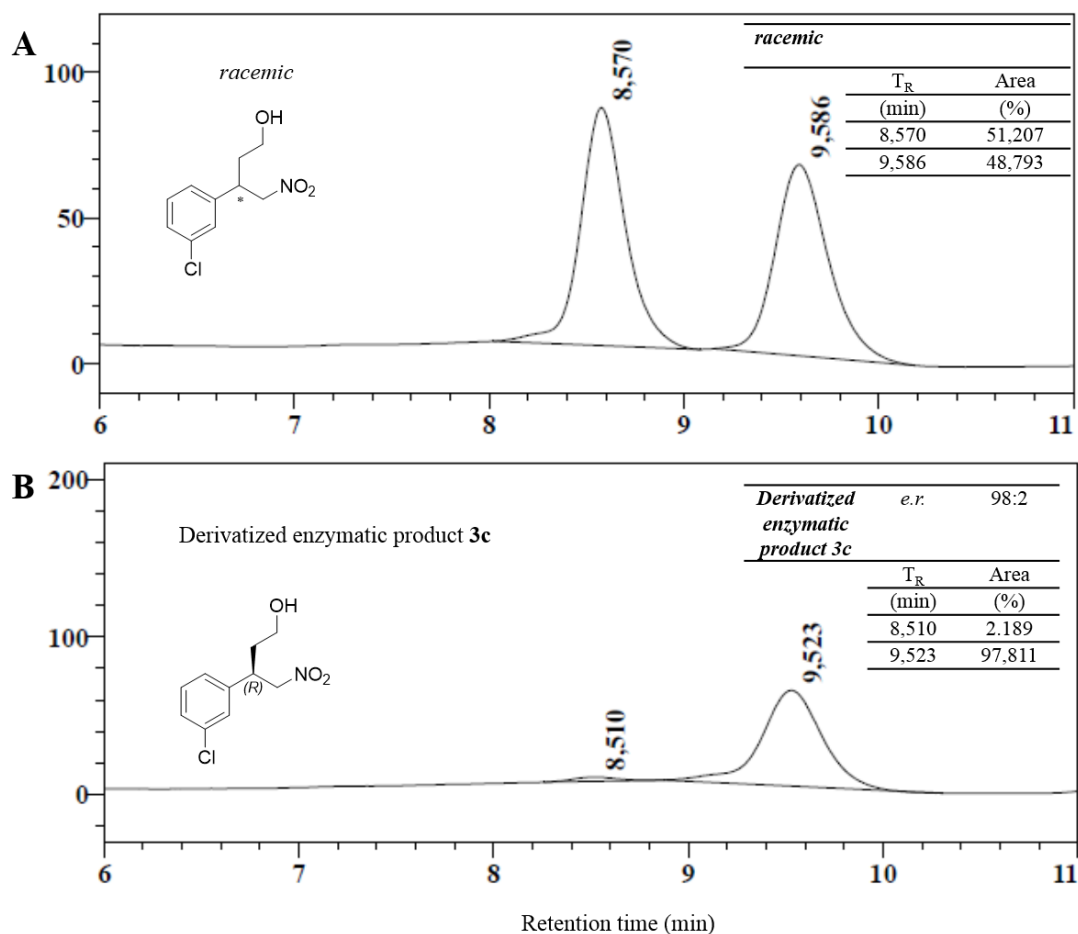 A
racemic
OH
NO2
*
Cl
8,570
9,586
racemic
TR Area
(min) (%)
8,570 51,207
9,586 48,793
100
50
0
6 7 8 9 10 11
B
Derivatized enzymatic product 3c
OH
NO2
(R)
Cl
8,510
9,523
Derivatized e.r. 98:2
enzymatic
product 3c
TR Area
(min) (%)
8,510 2.189
9,523 97,811
200
100
0
6 7 8 9 10 11
Retention time (min)